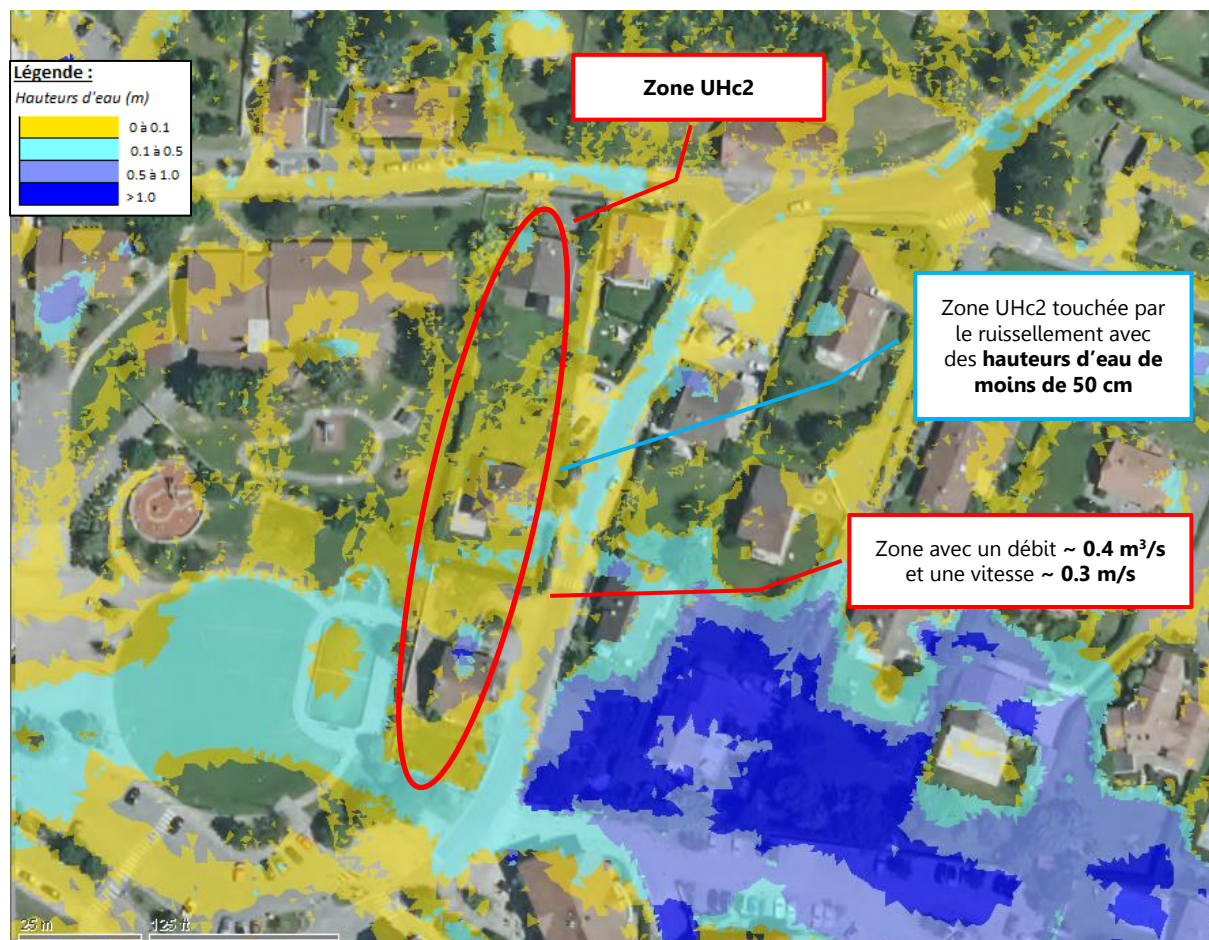 Légende :
Hauteurs d'eau (m)
0 à 0.1
0.1 à 0.5
0.5 à 1.0
> 1.0
Zone UHc2
Zone UHc2 touchée par
le ruissellement avec
des hauteurs d'eau de
moins de 50 cm
Zone avec un débit ~ 0.4 m³/s
et une vitesse ~ 0.3 m/s
25 m
125 ft